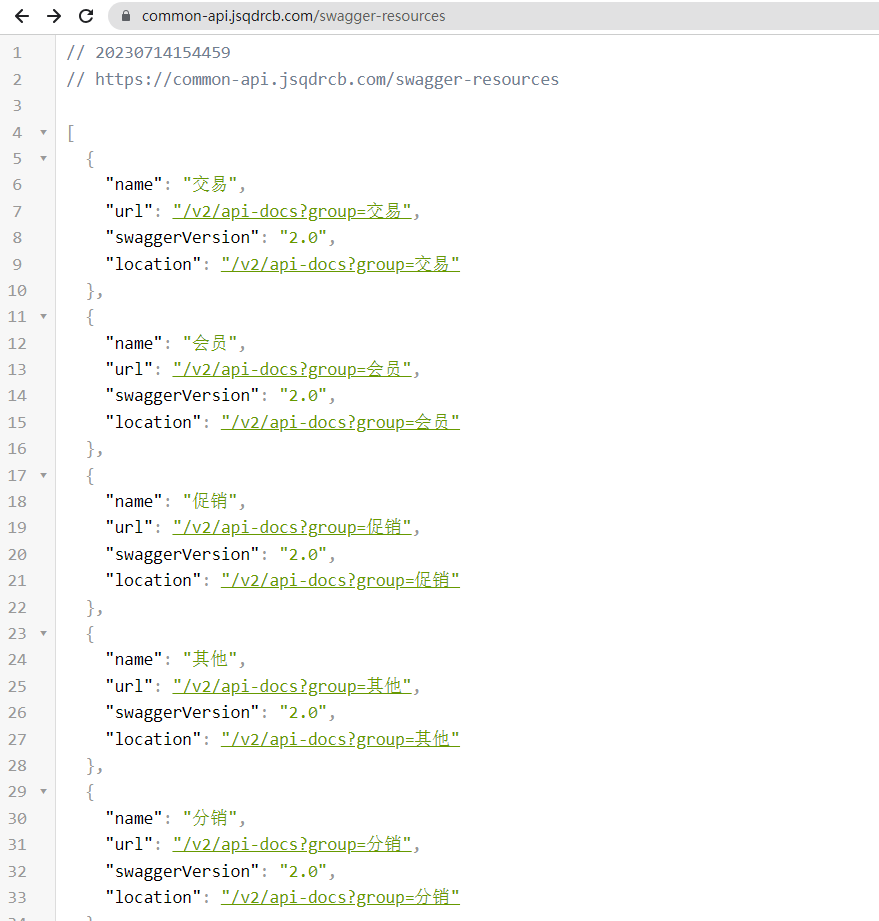 common-api.jsqdrcb.com/swagger-resources
1 // 20230714154459
2 // https://common-api.jsqdrcb.com/swagger-resources
3
4 [
5 {
6 "name": "交易",
7 "url": "/v2/api-docs?group=交易",
8 "swaggerVersion": "2.0",
9 "location": "/v2/api-docs?group=交易"
10 },
11 {
12 "name": "会员",
13 "url": "/v2/api-docs?group=会员",
14 "swaggerVersion": "2.0",
15 "location": "/v2/api-docs?group=会员"
16 },
17 {
18 "name": "促销",
19 "url": "/v2/api-docs?group=促销",
20 "swaggerVersion": "2.0",
21 "location": "/v2/api-docs?group=促销"
22 },
23 {
24 "name": "其他",
25 "url": "/v2/api-docs?group=其他",
26 "swaggerVersion": "2.0",
27 "location": "/v2/api-docs?group=其他"
28 },
29 {
30 "name": "分销",
31 "url": "/v2/api-docs?group=分销",
32 "swaggerVersion": "2.0",
33 "location": "/v2/api-docs?group=分销"